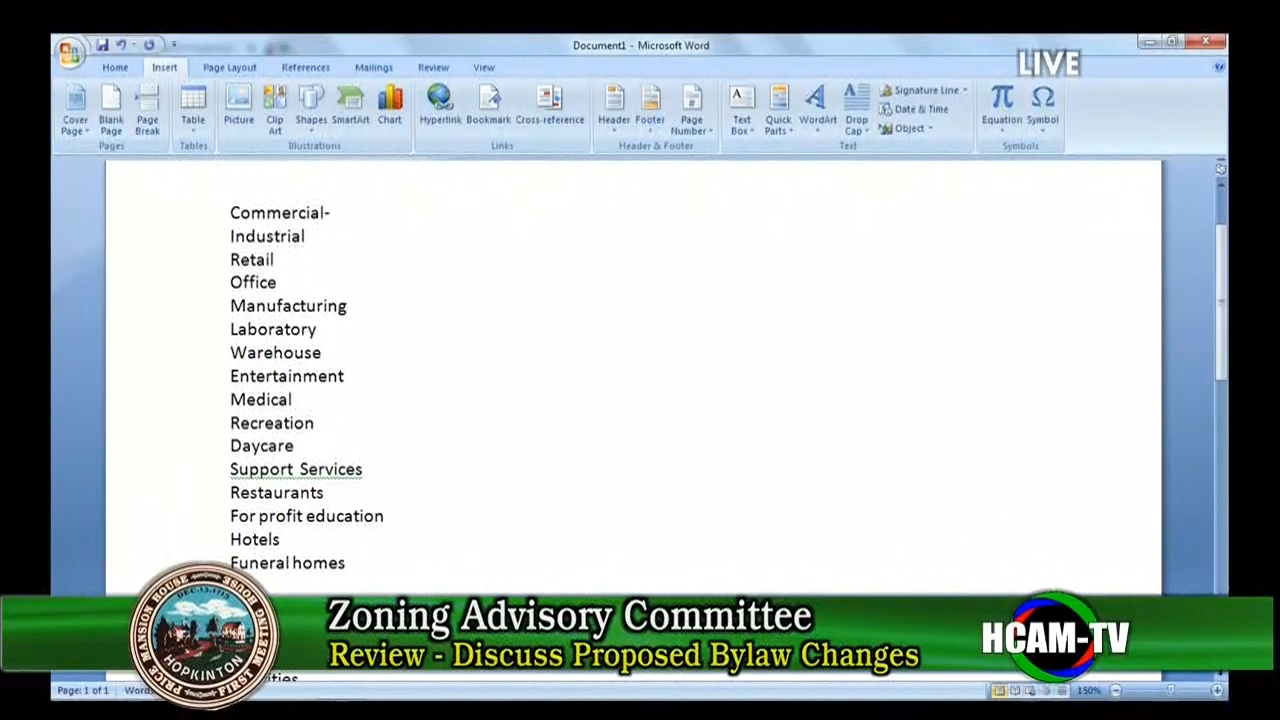 Document1 - Microsoft Word
LIVE
Home Insert Page Layout References Mailings Review View
Cover Page
Blank Page
Page Break
Table
Picture
Clip Art
Shapes
SmartArt
Chart
Hyperlink
Bookmark
Cross-reference
Header
Footer
Page Number
Text Box
Quick Parts
WordArt
Drop Cap
Signature Line
Date & Time
Object
Equation
Symbol
Pages Tables Illustrations Links Header & Footer Text Symbols
Commercial-
Industrial
Retail
Office
Manufacturing
Laboratory
Warehouse
Entertainment
Medical
Recreation
Daycare
Support Services
Restaurants
For profit education
Hotels
Funeral homes
Zoning Advisory Committee
Review - Discuss Proposed Bylaw Changes
HCAM-TV
PRICE MANSION HOUSE
FIRST MEETING HOUSE
DEC.13.1715
HOPKINTON
Page: 1 of 1
150%